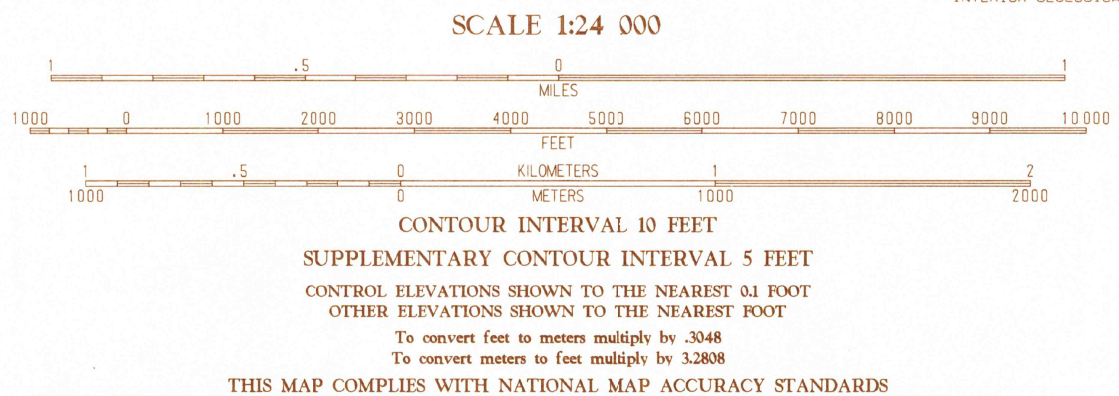 SCALE 1:24 000
1 .5 0 1
MILES
1000 0 1000 2000 3000 4000 5000 6000 7000 8000 9000 10000
FEET
1 .5 0 KILOMETERS 1 2
1000 0 METERS 1000 2000
CONTOUR INTERVAL 10 FEET
SUPPLEMENTARY CONTOUR INTERVAL 5 FEET
CONTROL ELEVATIONS SHOWN TO THE NEAREST 0.1 FOOT
OTHER ELEVATIONS SHOWN TO THE NEAREST FOOT
To convert feet to meters multiply by .3048
To convert meters to feet multiply by 3.2808
THIS MAP COMPLIES WITH NATIONAL MAP ACCURACY STANDARDS